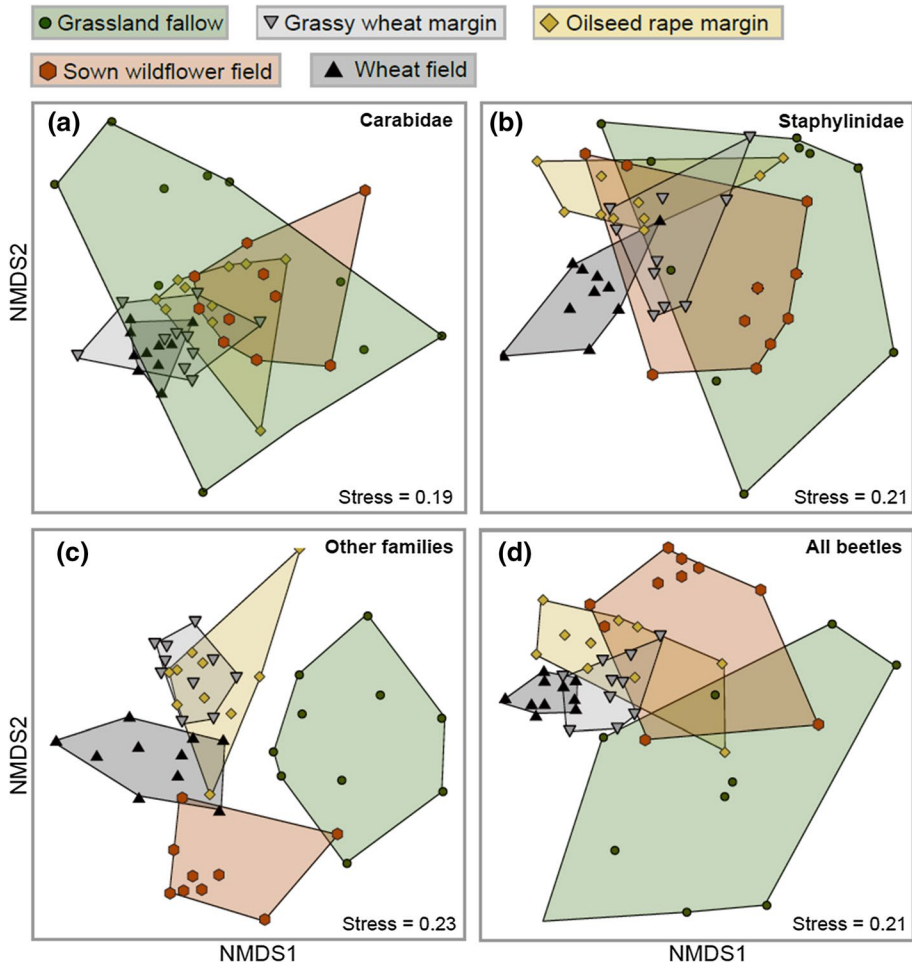 Grassland fallow Grassy wheat margin Oilseed rape margin
Sown wildflower field Wheat field
(a) Carabidae
Stress = 0.19
(b) Staphylinidae
Stress = 0.21
NMDS2
(c) Other families
Stress = 0.23
(d) All beetles
Stress = 0.21
NMDS2
NMDS1 NMDS1